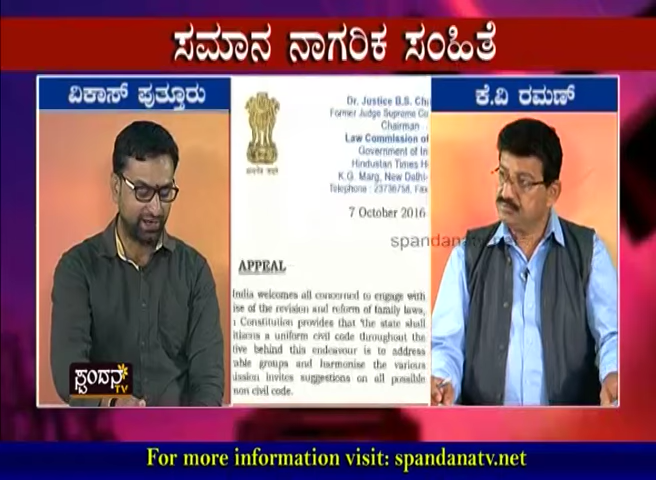 ಸಮಾನ ನಾಗರಿಕ ಸಂಹಿತೆ
ವಿಕಾಸ್ ಪುತ್ತೂರು
ಕೆ.ವಿ ರಮಣ್
Dr. Justice B.S. Ch
Former Judge Supreme Co
Chairman
Law Commission of
Government of In
Hindustan Times H
K.G. Marg, New Delhi-
Telephone : 23736758, Fax
7 October 2016
spandanaTV.net
APPEAL
India welcomes all concerned to engage with
ise of the revision and reform of family laws,
Constitution provides that 'the state shall
itizens a uniform civil code throughout the
tive behind this endeavour is to address
able groups and harmonise the various
ission invites suggestions on all possible
non civil code.
ಸ್ಪಂದನ
TV
For more information visit: spandanatv.net